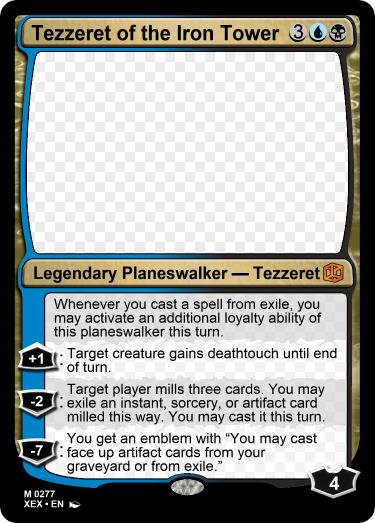 Tezzeret of the Iron Tower 3
Legendary Planeswalker — Tezzeret
Whenever you cast a spell from exile, you
may activate an additional loyalty ability of
this planeswalker this turn.
+1: Target creature gains deathtouch until end
of turn.
-2: Target player mills three cards. You may
exile an instant, sorcery, or artifact card
milled this way. You may cast it this turn.
-7: You get an emblem with “You may cast
face up artifact cards from your
graveyard or from exile.”
4
M 0277
XEX • EN